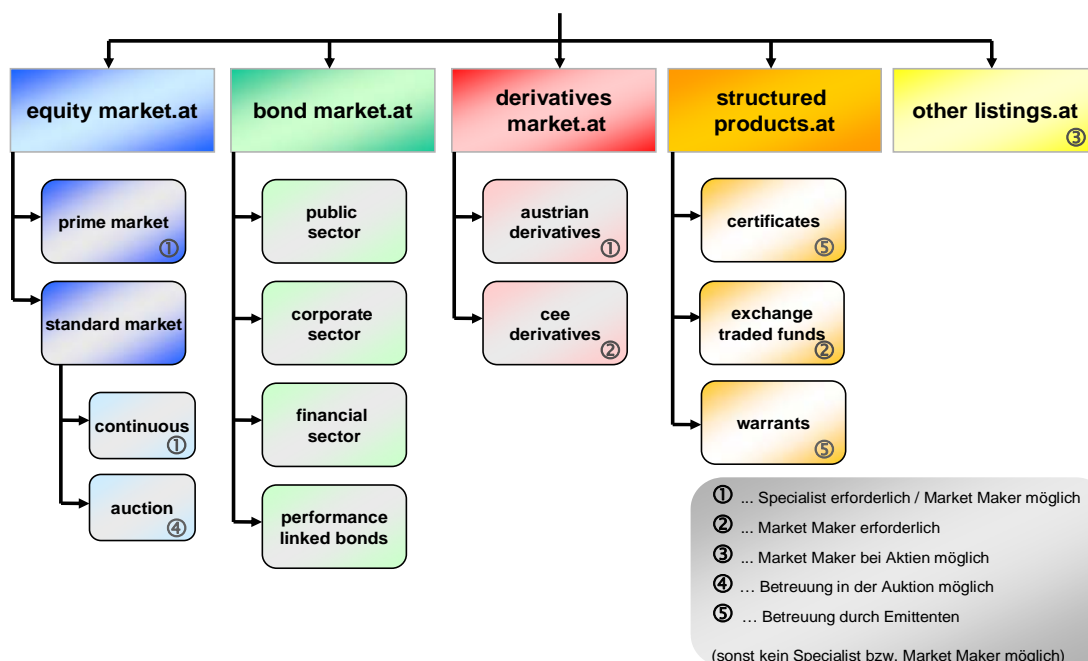 equity market.at
bond market.at
derivatives
market.at
structured
products.at
other listings.at
③
prime market
①
standard market
continuous
①
auction
④
public
sector
corporate
sector
financial
sector
performance
linked bonds
austrian
derivatives
①
cee
derivatives
②
certificates
⑤
exchange
traded funds
②
warrants
⑤
① ... Specialist erforderlich / Market Maker möglich
② ... Market Maker erforderlich
③ ... Market Maker bei Aktien möglich
④ ... Betreuung in der Auktion möglich
⑤ ... Betreuung durch Emittenten
(sonst kein Specialist bzw. Market Maker möglich)